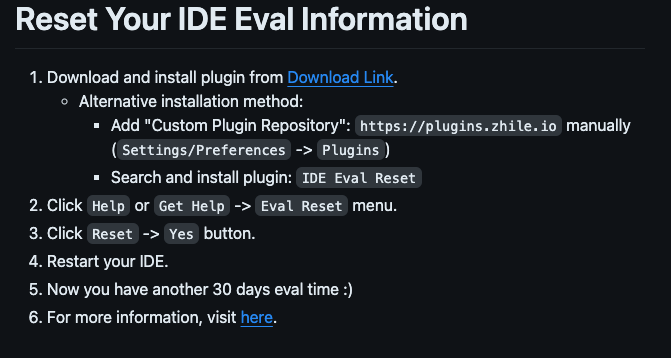 Reset Your IDE Eval Information
1. Download and install plugin from Download Link.
Alternative installation method:
Add "Custom Plugin Repository": https://plugins.zhile.io manually
(Settings/Preferences -> Plugins)
Search and install plugin: IDE Eval Reset
2. Click Help or Get Help -> Eval Reset menu.
3. Click Reset -> Yes button.
4. Restart your IDE.
5. Now you have another 30 days eval time :)
6. For more information, visit here.